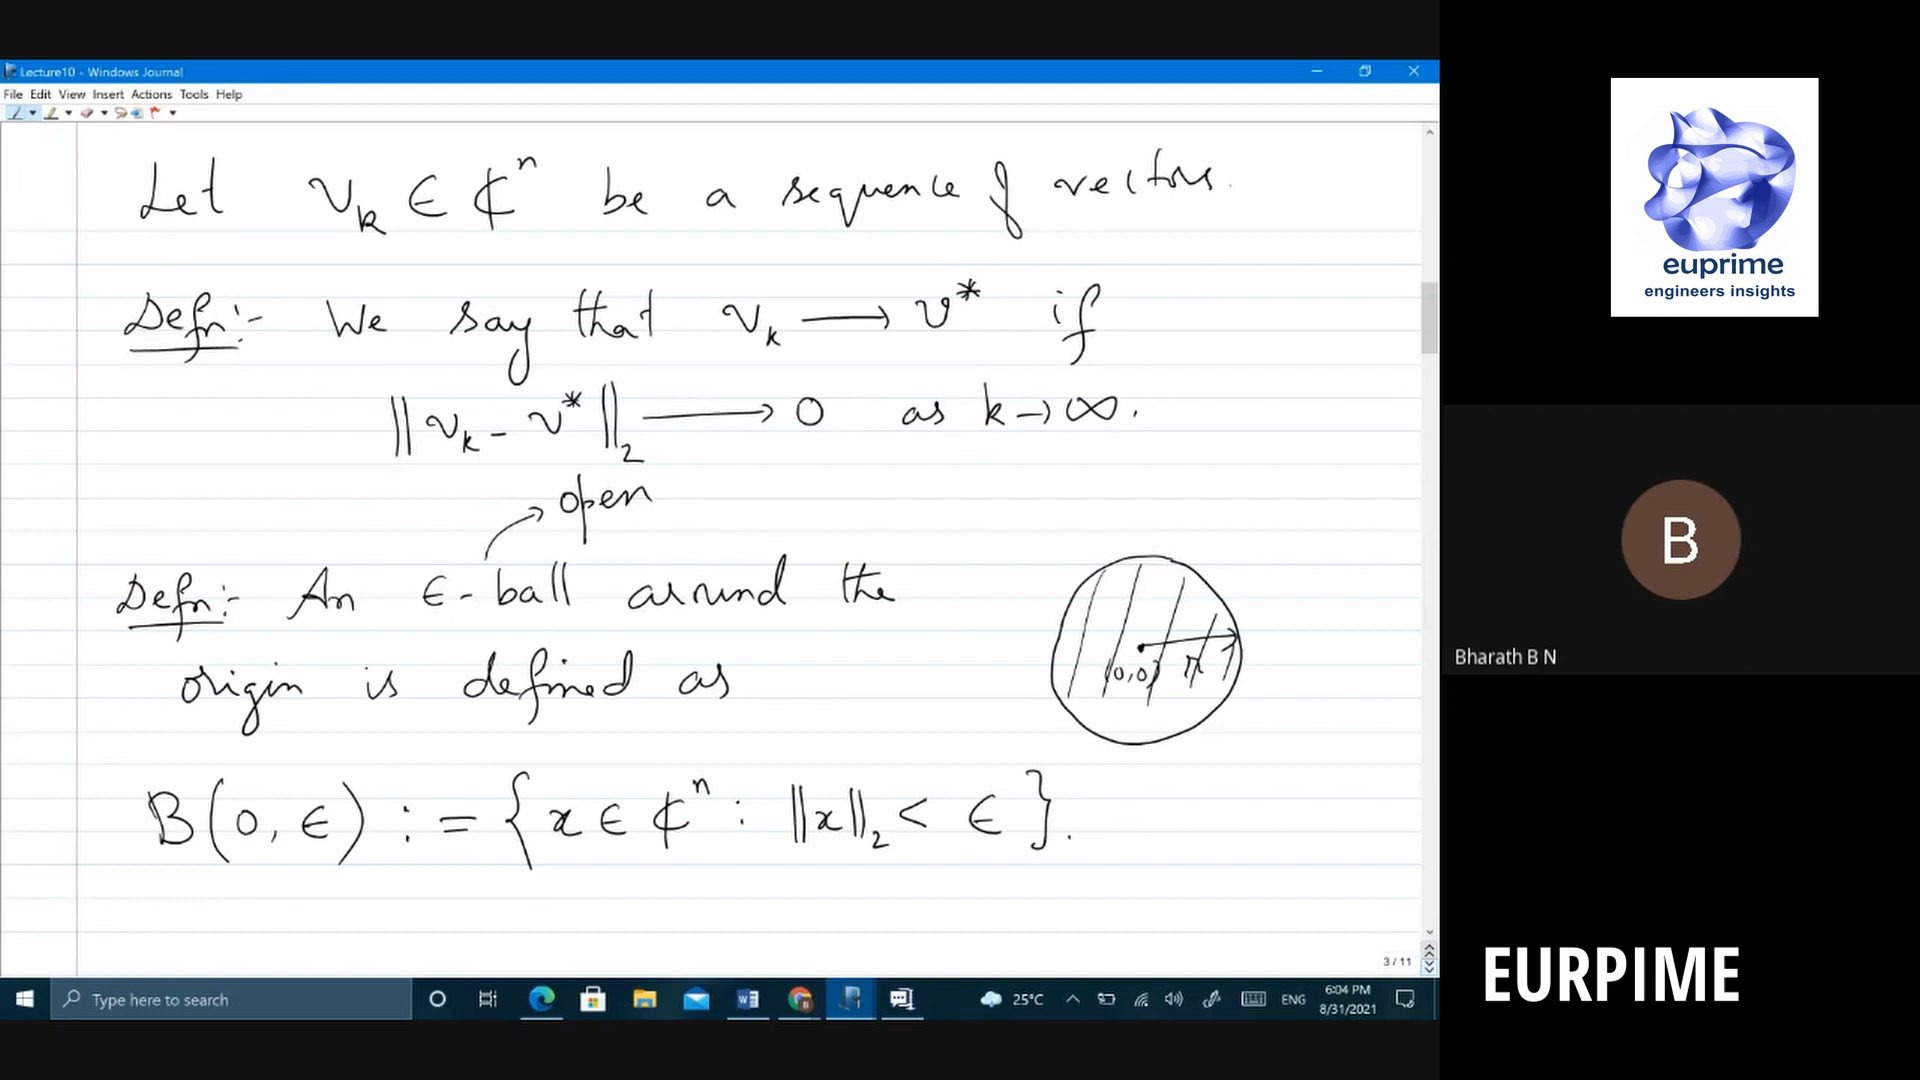 Lecture10 - Windows Journal
File Edit View Insert Actions Tools Help
Let v_k ∈ ℂ^n be a sequence of vectors.
Defn:- We say that v_k → v* if
||v_k - v*||_2 → 0 as k → ∞.
open
Defn:- An ϵ-ball around the
origin is defined as
(0,0)
B(0, ϵ) := {x ∈ ℂ^n : ||x||_2 < ϵ}.
3 / 11
Type here to search
25°C
ENG
6:04 PM
8/31/2021
euprime
engineers insights
B
Bharath B N
EURPIME